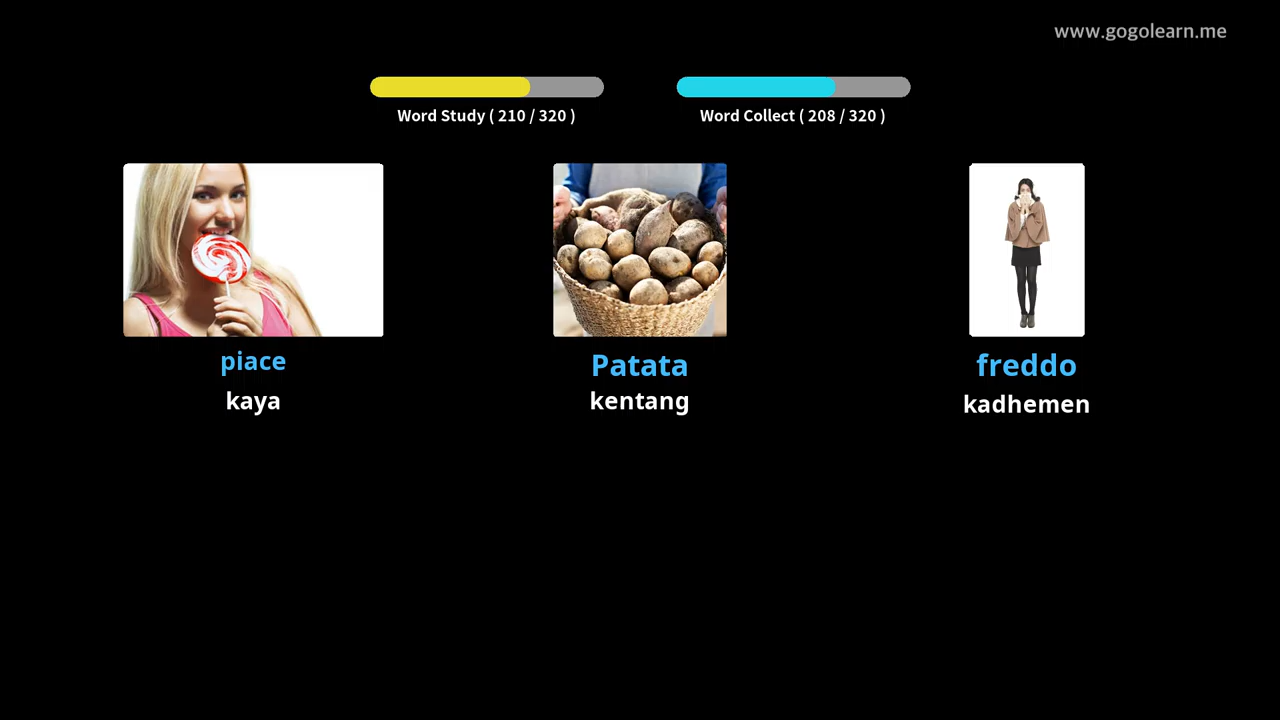 www.gogolearn.me
Word Study ( 210 / 320 )
Word Collect ( 208 / 320 )
piace
kaya
Patata
kentang
freddo
kadhemen